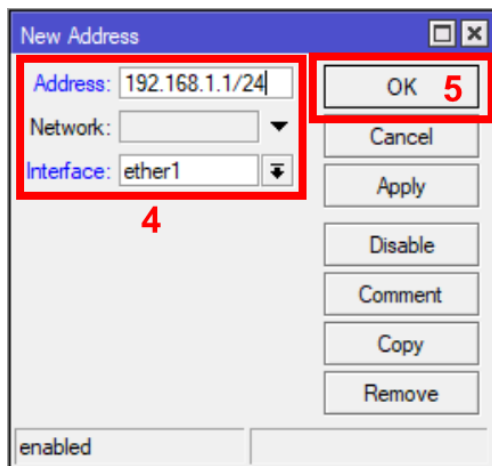 New Address
Address: 192.168.1.1/24
Network:
Interface: ether1
4
OK 5
Cancel
Apply
Disable
Comment
Copy
Remove
enabled